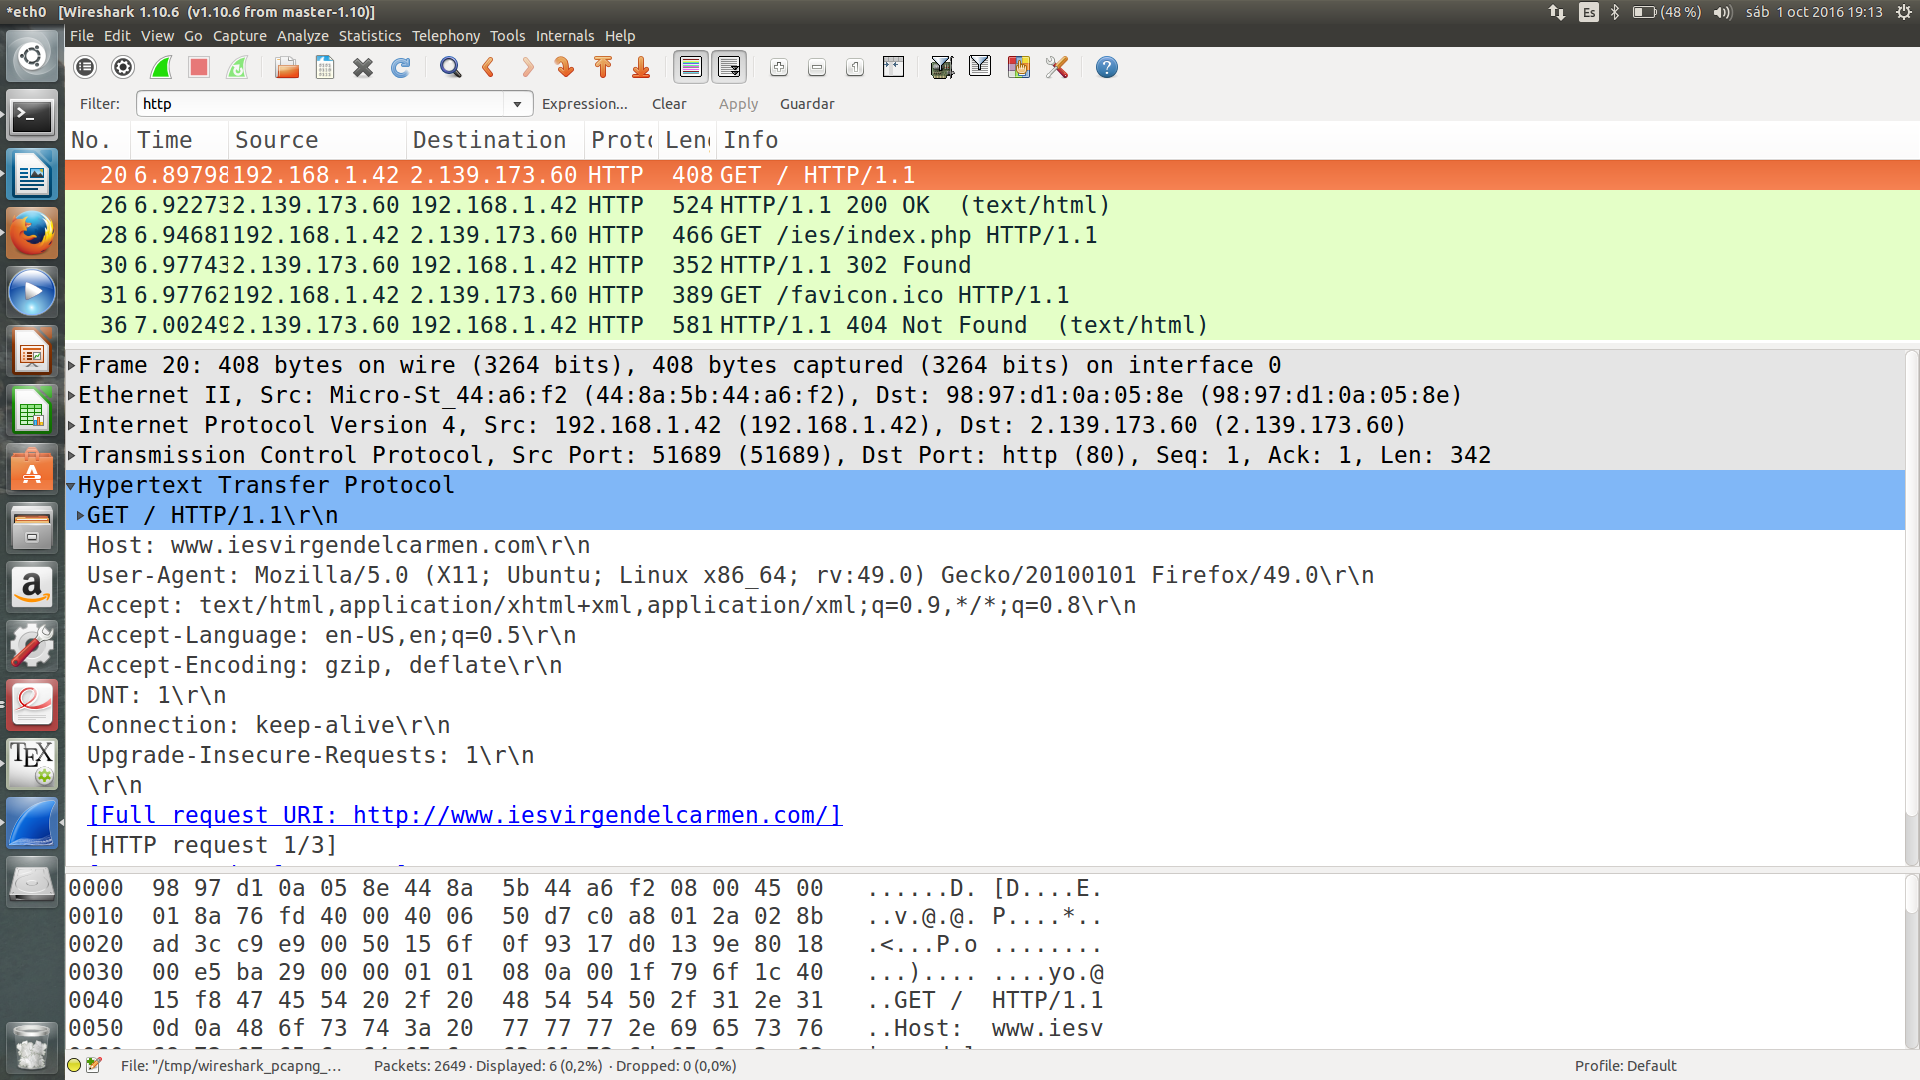 *eth0 [Wireshark 1.10.6 (v1.10.6 from master-1.10)]
Es (48 %) sáb 1 oct 2016 19:13
File Edit View Go Capture Analyze Statistics Telephony Tools Internals Help
Filter: http Expression... Clear Apply Guardar
No. Time Source Destination Proto Len Info
20 6.89798 192.168.1.42 2.139.173.60 HTTP 408 GET / HTTP/1.1
26 6.92273 2.139.173.60 192.168.1.42 HTTP 524 HTTP/1.1 200 OK (text/html)
28 6.94681 192.168.1.42 2.139.173.60 HTTP 466 GET /ies/index.php HTTP/1.1
30 6.97743 2.139.173.60 192.168.1.42 HTTP 352 HTTP/1.1 302 Found
31 6.97762 192.168.1.42 2.139.173.60 HTTP 389 GET /favicon.ico HTTP/1.1
36 7.00249 2.139.173.60 192.168.1.42 HTTP 581 HTTP/1.1 404 Not Found (text/html)
Frame 20: 408 bytes on wire (3264 bits), 408 bytes captured (3264 bits) on interface 0
Ethernet II, Src: Micro-St_44:a6:f2 (44:8a:5b:44:a6:f2), Dst: 98:97:d1:0a:05:8e (98:97:d1:0a:05:8e)
Internet Protocol Version 4, Src: 192.168.1.42 (192.168.1.42), Dst: 2.139.173.60 (2.139.173.60)
Transmission Control Protocol, Src Port: 51689 (51689), Dst Port: http (80), Seq: 1, Ack: 1, Len: 342
Hypertext Transfer Protocol
GET / HTTP/1.1\r\n
Host: www.iesvirgendelcarmen.com\r\n
User-Agent: Mozilla/5.0 (X11; Ubuntu; Linux x86_64; rv:49.0) Gecko/20100101 Firefox/49.0\r\n
Accept: text/html,application/xhtml+xml,application/xml;q=0.9,*/*;q=0.8\r\n
Accept-Language: en-US,en;q=0.5\r\n
Accept-Encoding: gzip, deflate\r\n
DNT: 1\r\n
Connection: keep-alive\r\n
Upgrade-Insecure-Requests: 1\r\n
\r\n
[Full request URI: http://www.iesvirgendelcarmen.com/]
[HTTP request 1/3]
0000 98 97 d1 0a 05 8e 44 8a 5b 44 a6 f2 08 00 45 00 ......D. [D....E.
0010 01 8a 76 fd 40 00 40 06 50 d7 c0 a8 01 2a 02 8b ..v.@.@. P....*..
0020 ad 3c c9 e9 00 50 15 6f 0f 93 17 d0 13 9e 80 18 .<...P.o ........
0030 00 e5 ba 29 00 00 01 01 08 0a 00 1f 79 6f 1c 40 ...).... ....yo.@
0040 15 f8 47 45 54 20 2f 20 48 54 54 50 2f 31 2e 31 ..GET / HTTP/1.1
0050 0d 0a 48 6f 73 74 3a 20 77 77 77 2e 69 65 73 76 ..Host: www.iesv
File: "/tmp/wireshark_pcapng_... Packets: 2649 · Displayed: 6 (0,2%) · Dropped: 0 (0,0%) Profile: Default
a
TEX